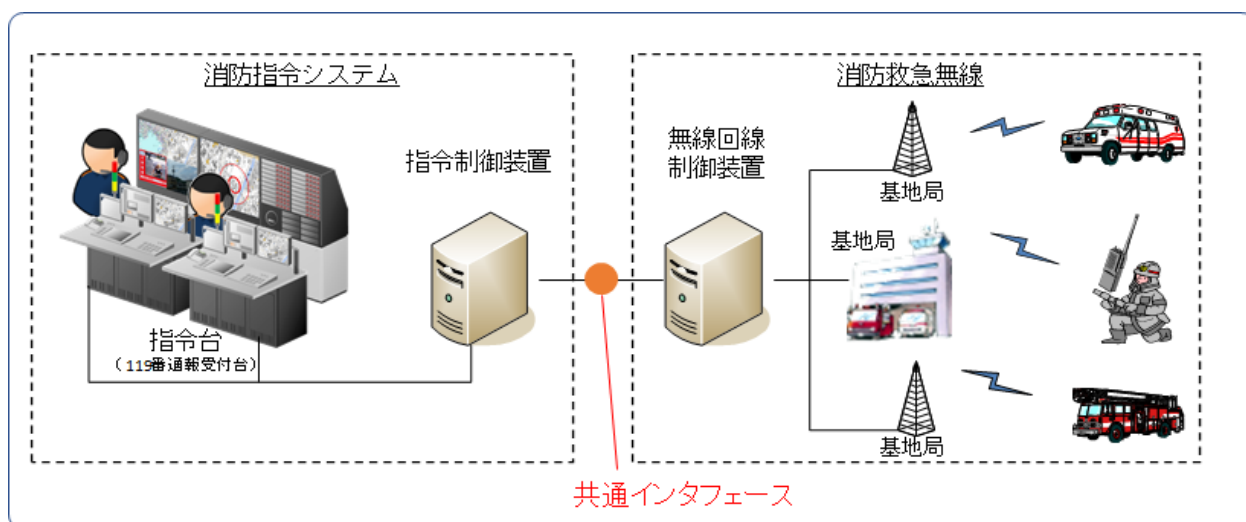 消防指令システム
消防救急無線
指令制御装置
無線回線
制御装置
基地局
基地局
指令台
(119番通報受付台)
基地局
共通インタフェース